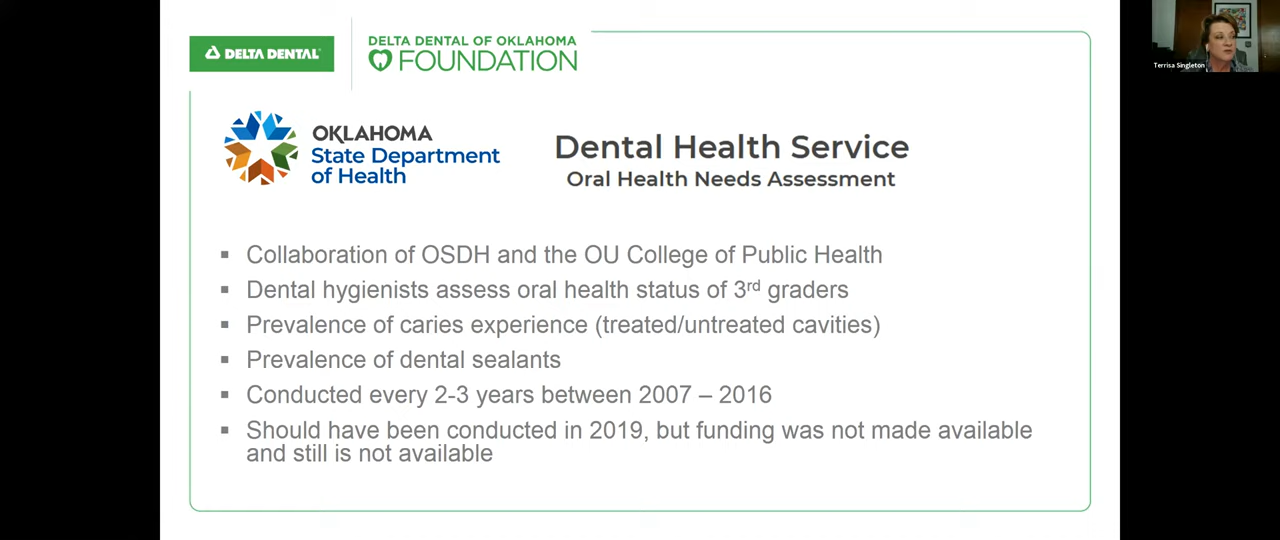 DELTA DENTAL
DELTA DENTAL OF OKLAHOMA
FOUNDATION
Terrisa Singleton
OKLAHOMA
State Department
of Health
Dental Health Service
Oral Health Needs Assessment
▪ Collaboration of OSDH and the OU College of Public Health
▪ Dental hygienists assess oral health status of 3rd graders
▪ Prevalence of caries experience (treated/untreated cavities)
▪ Prevalence of dental sealants
▪ Conducted every 2-3 years between 2007 – 2016
▪ Should have been conducted in 2019, but funding was not made available
and still is not available